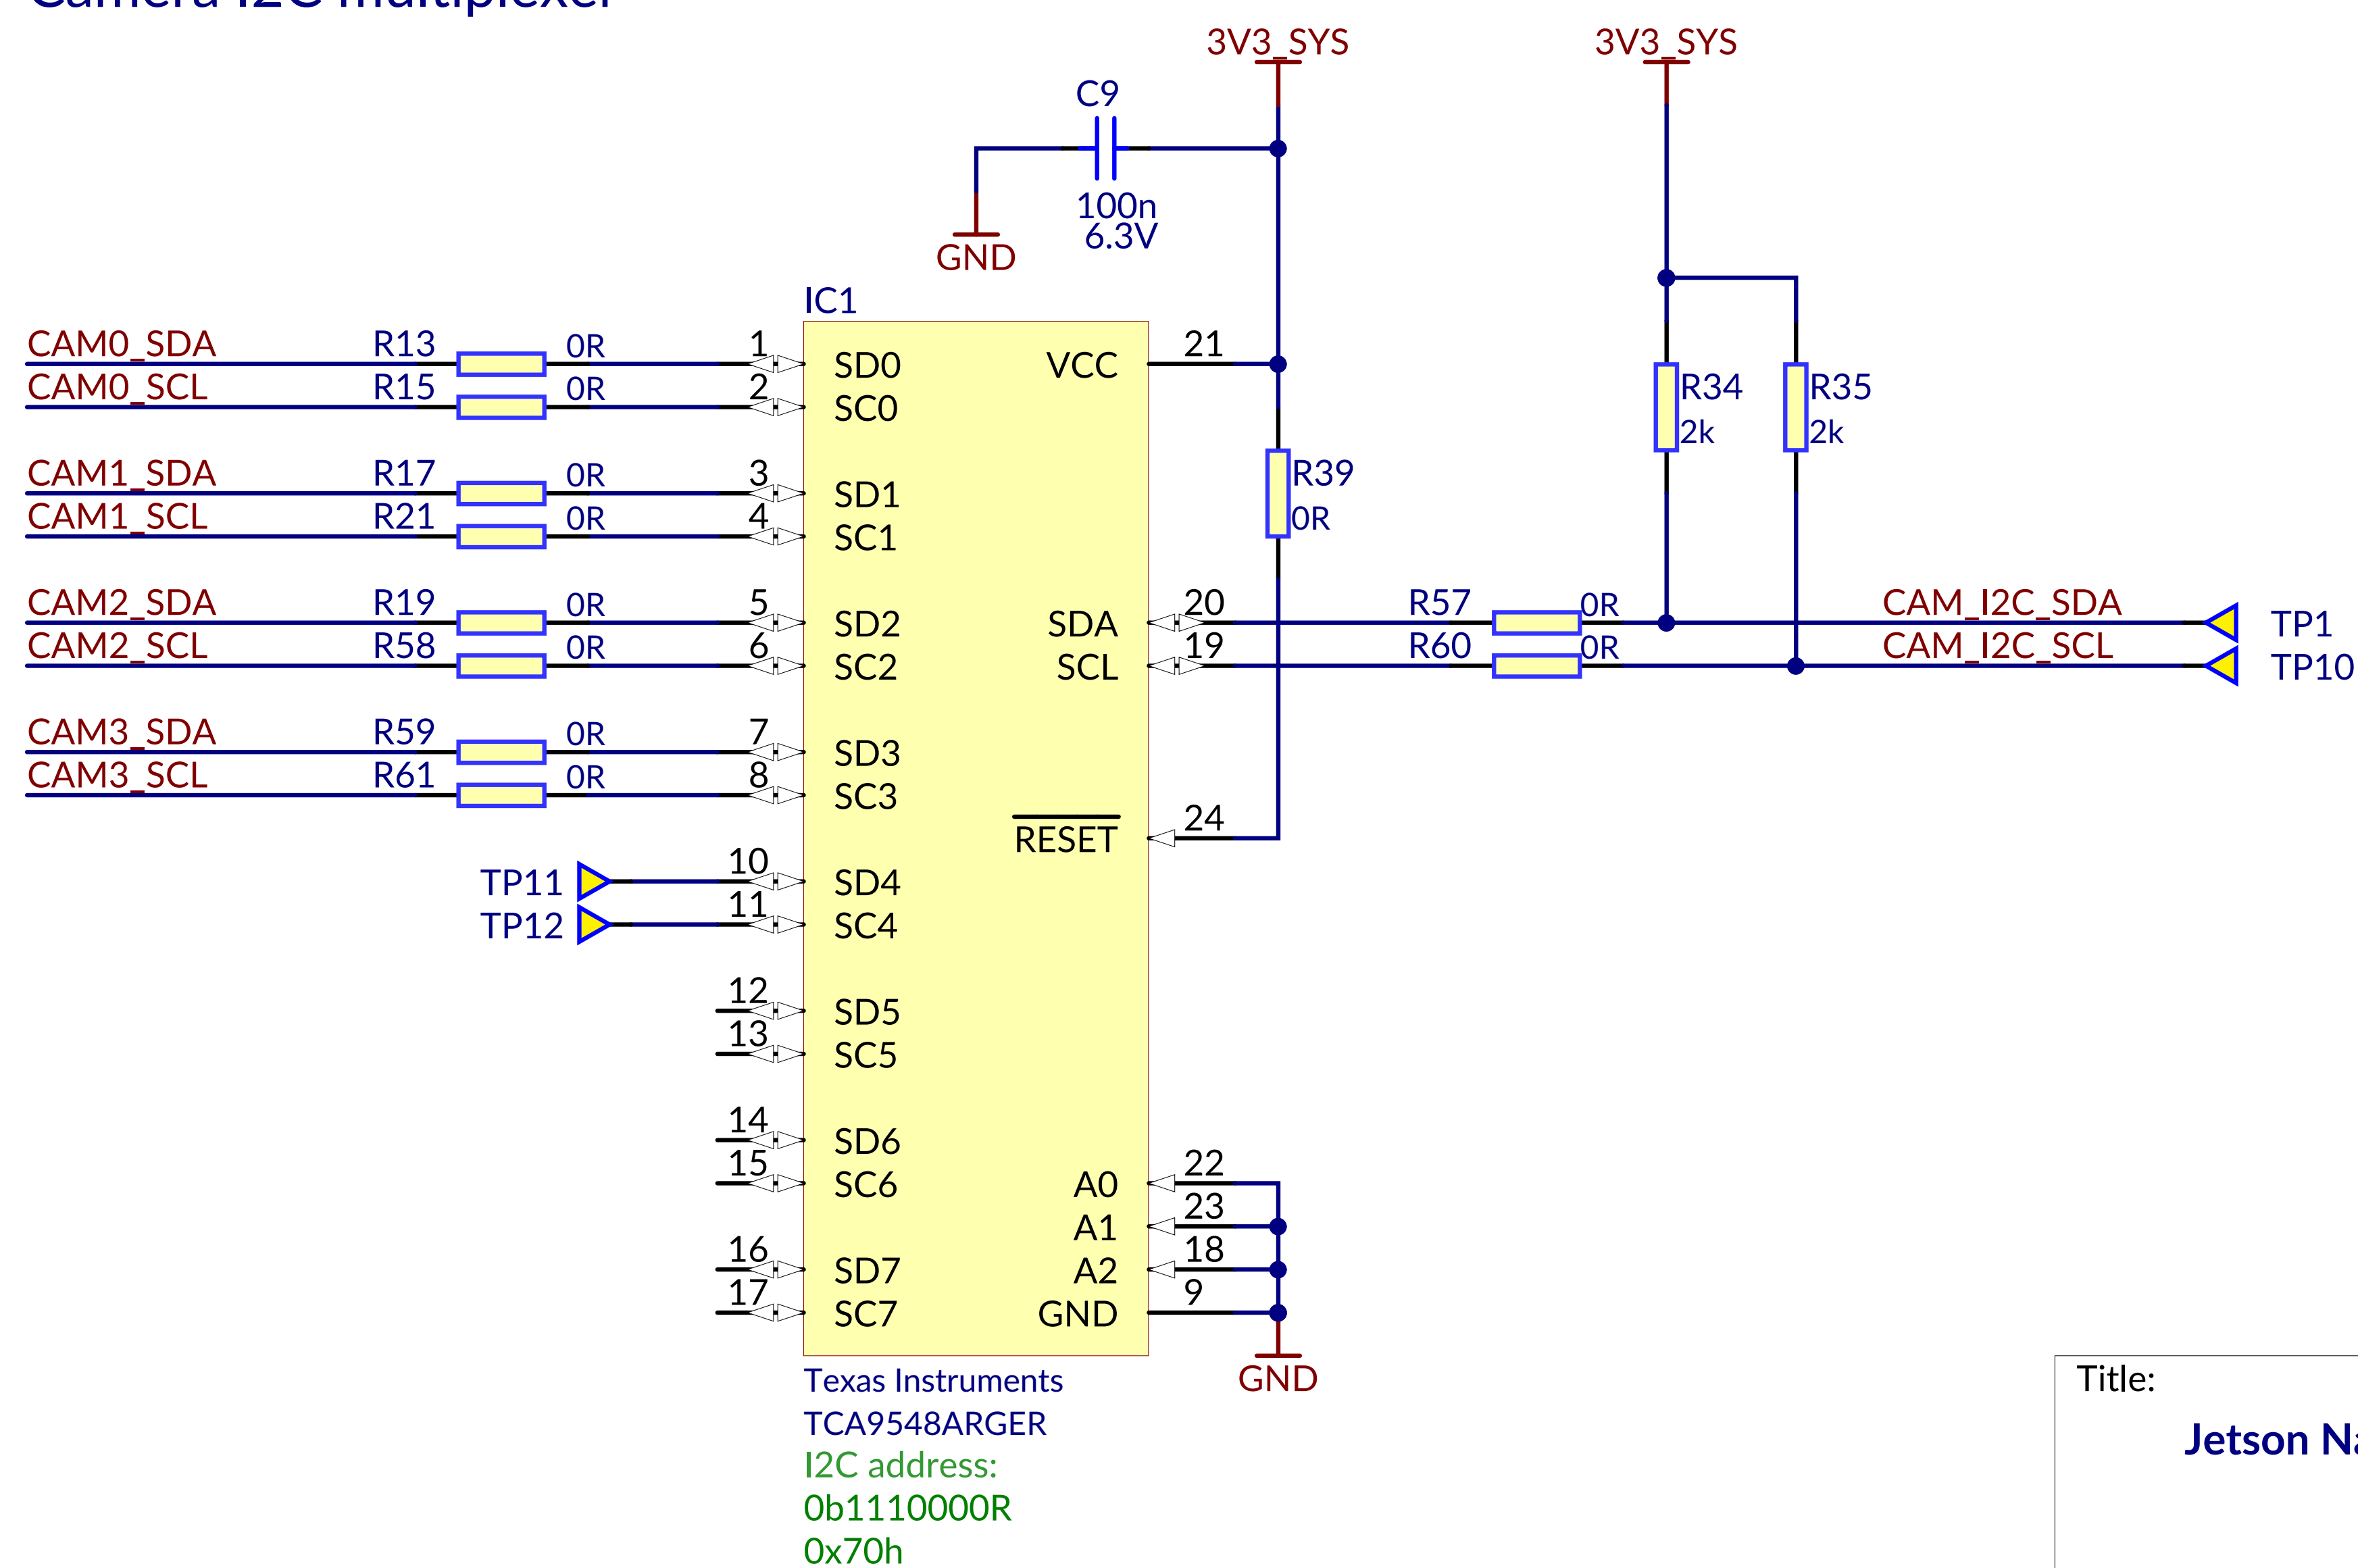 Camera I2C multiplexer
3V3_SYS
3V3_SYS
C9
100n
6.3V
GND
IC1
CAM0_SDA R13 0R 1 SD0 VCC 21
CAM0_SCL R15 0R 2 SC0
R34 R35
2k 2k
CAM1_SDA R17 0R 3 SD1 R39
CAM1_SCL R21 0R 4 SC1 0R
CAM2_SDA R19 0R 5 SD2 SDA 20 R57 0R CAM_I2C_SDA TP1
CAM2_SCL R58 0R 6 SC2 SCL 19 R60 0R CAM_I2C_SCL TP10
CAM3_SDA R59 0R 7 SD3
CAM3_SCL R61 0R 8 SC3
RESET 24
TP11 10 SD4
TP12 11 SC4
12 SD5
13 SC5
14 SD6
15 SC6 A0 22
A1 23
16 SD7 A2 18
17 SC7 GND 9
GND
Texas Instruments
TCA9548ARGER
I2C address:
0b1110000R
0x70h
Title:
Jetson Na